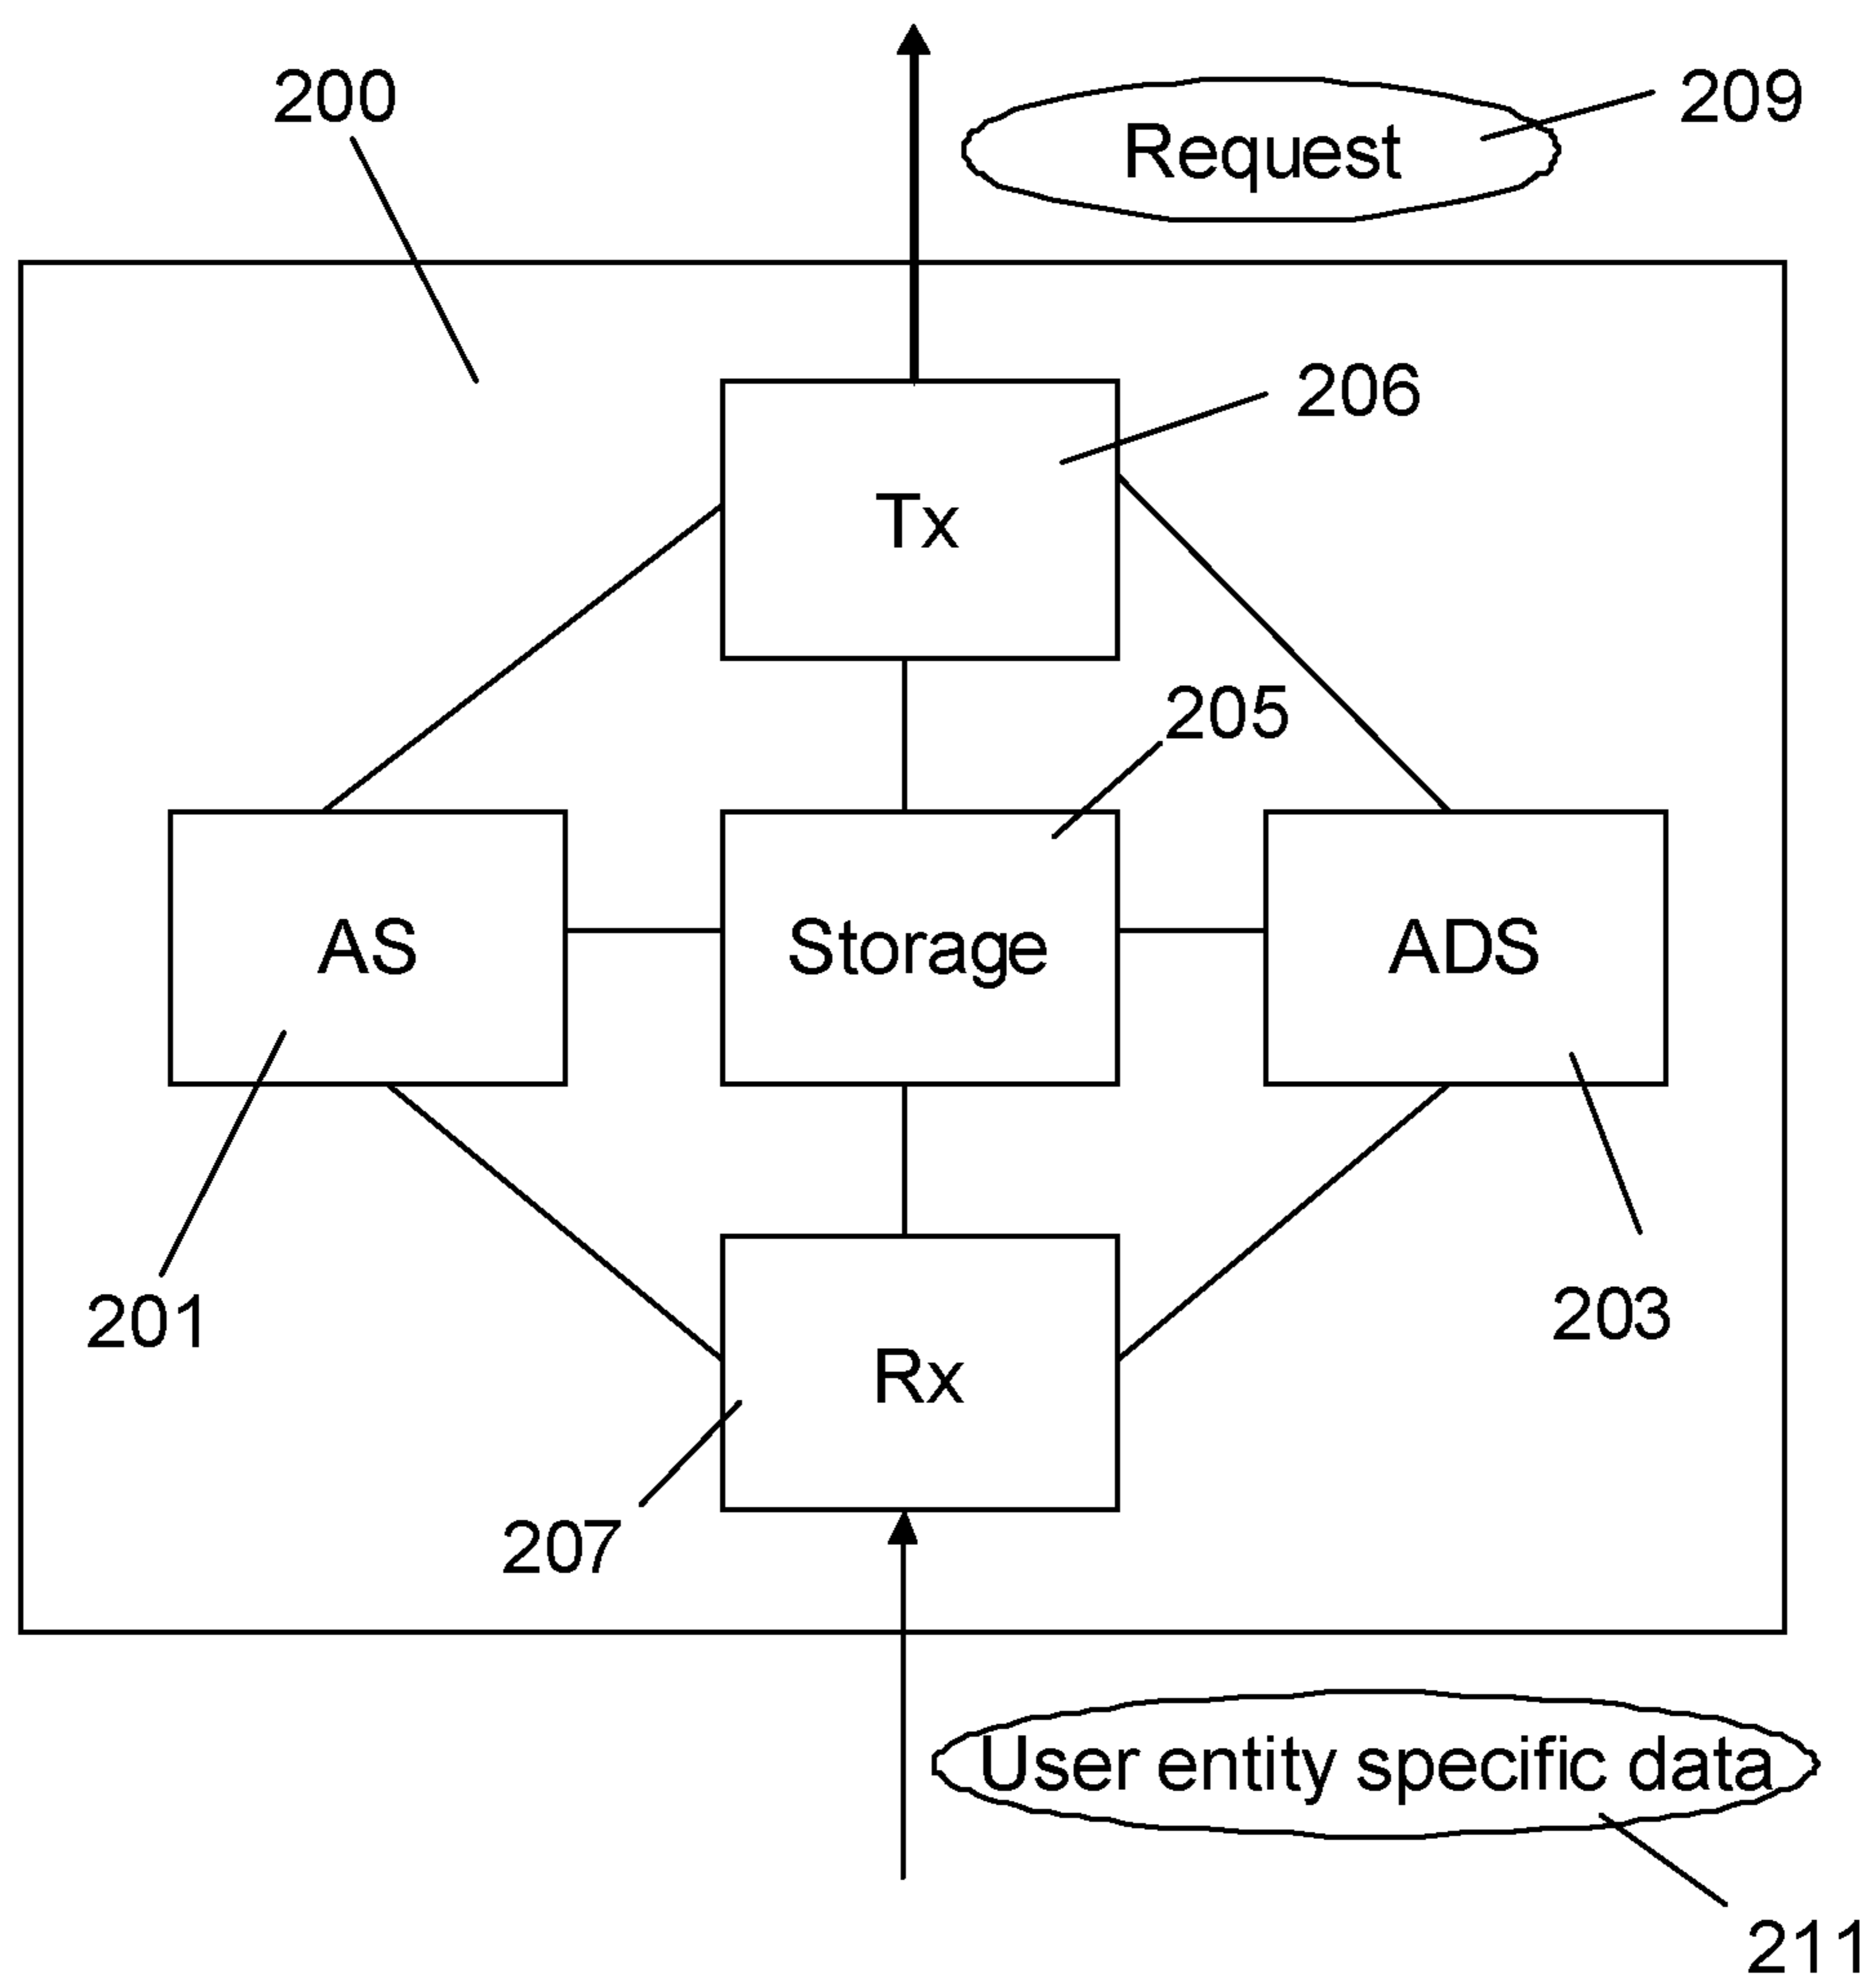 200
209
Request
206
Tx
205
AS
Storage
ADS
201
203
Rx
207
User entity specific data
211